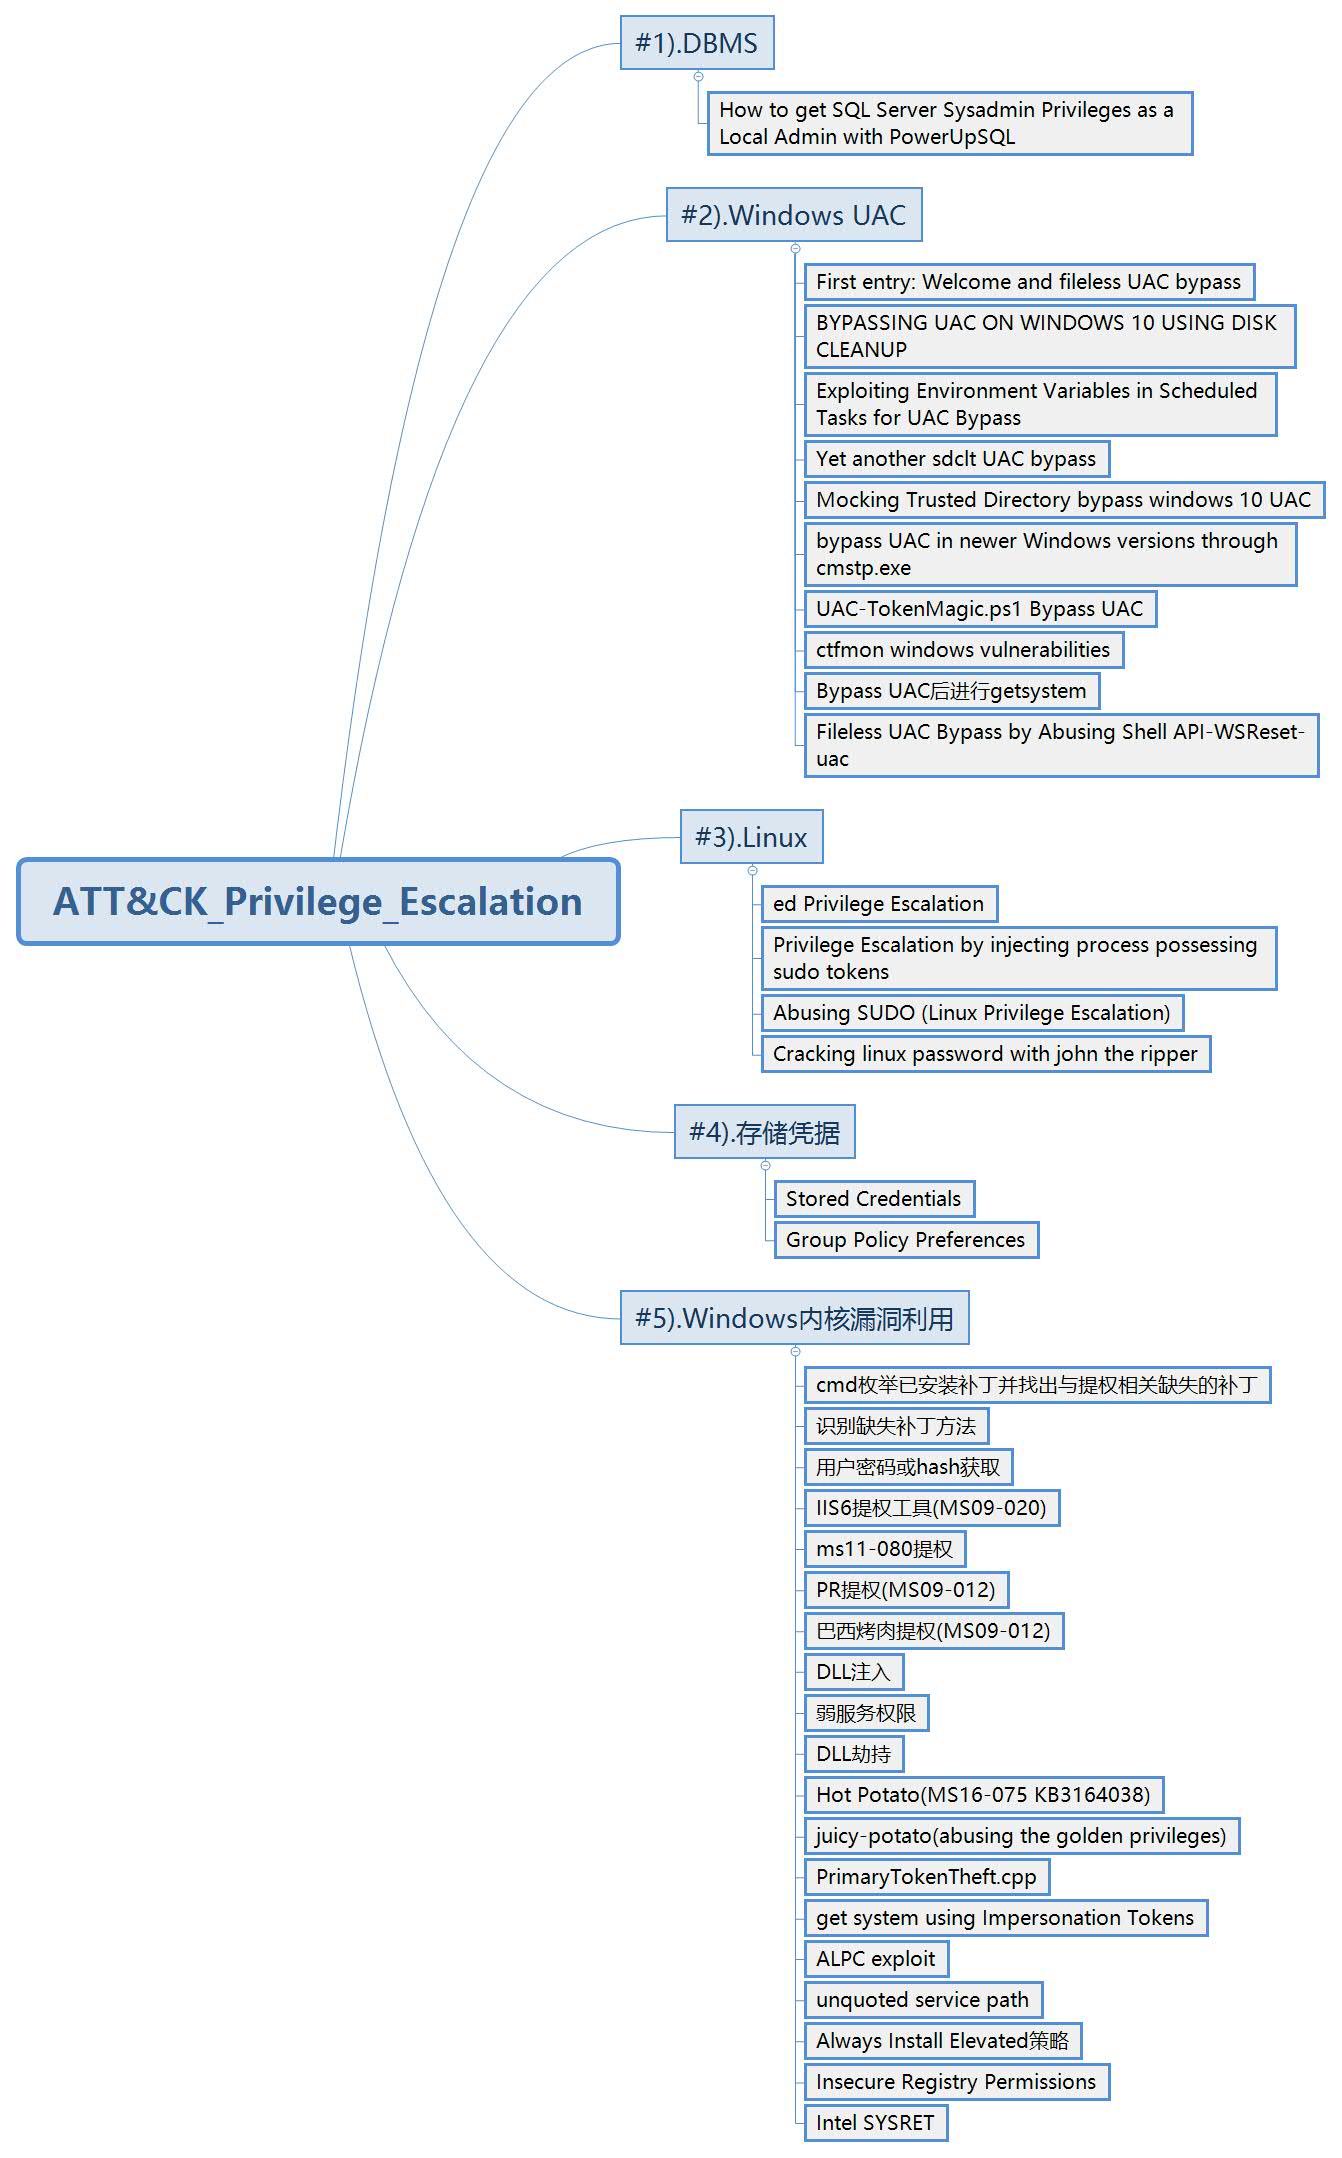 #1).DBMS
How to get SQL Server Sysadmin Privileges as a
Local Admin with PowerUpSQL
#2).Windows UAC
First entry: Welcome and fileless UAC bypass
BYPASSING UAC ON WINDOWS 10 USING DISK
CLEANUP
Exploiting Environment Variables in Scheduled
Tasks for UAC Bypass
Yet another sdclt UAC bypass
Mocking Trusted Directory bypass windows 10 UAC
bypass UAC in newer Windows versions through
cmstp.exe
UAC-TokenMagic.ps1 Bypass UAC
ctfmon windows vulnerabilities
Bypass UAC后进行getsystem
Fileless UAC Bypass by Abusing Shell API-WSReset-
uac
#3).Linux
ATT&CK_Privilege_Escalation
ed Privilege Escalation
Privilege Escalation by injecting process possessing
sudo tokens
Abusing SUDO (Linux Privilege Escalation)
Cracking linux password with john the ripper
#4).存储凭据
Stored Credentials
Group Policy Preferences
#5).Windows内核漏洞利用
cmd枚举已安装补丁并找出与提权相关缺失的补丁
识别缺失补丁方法
用户密码或hash获取
IIS6提权工具(MS09-020)
ms11-080提权
PR提权(MS09-012)
巴西烤肉提权(MS09-012)
DLL注入
弱服务权限
DLL劫持
Hot Potato(MS16-075 KB3164038)
juicy-potato(abusing the golden privileges)
PrimaryTokenTheft.cpp
get system using Impersonation Tokens
ALPC exploit
unquoted service path
Always Install Elevated策略
Insecure Registry Permissions
Intel SYSRET